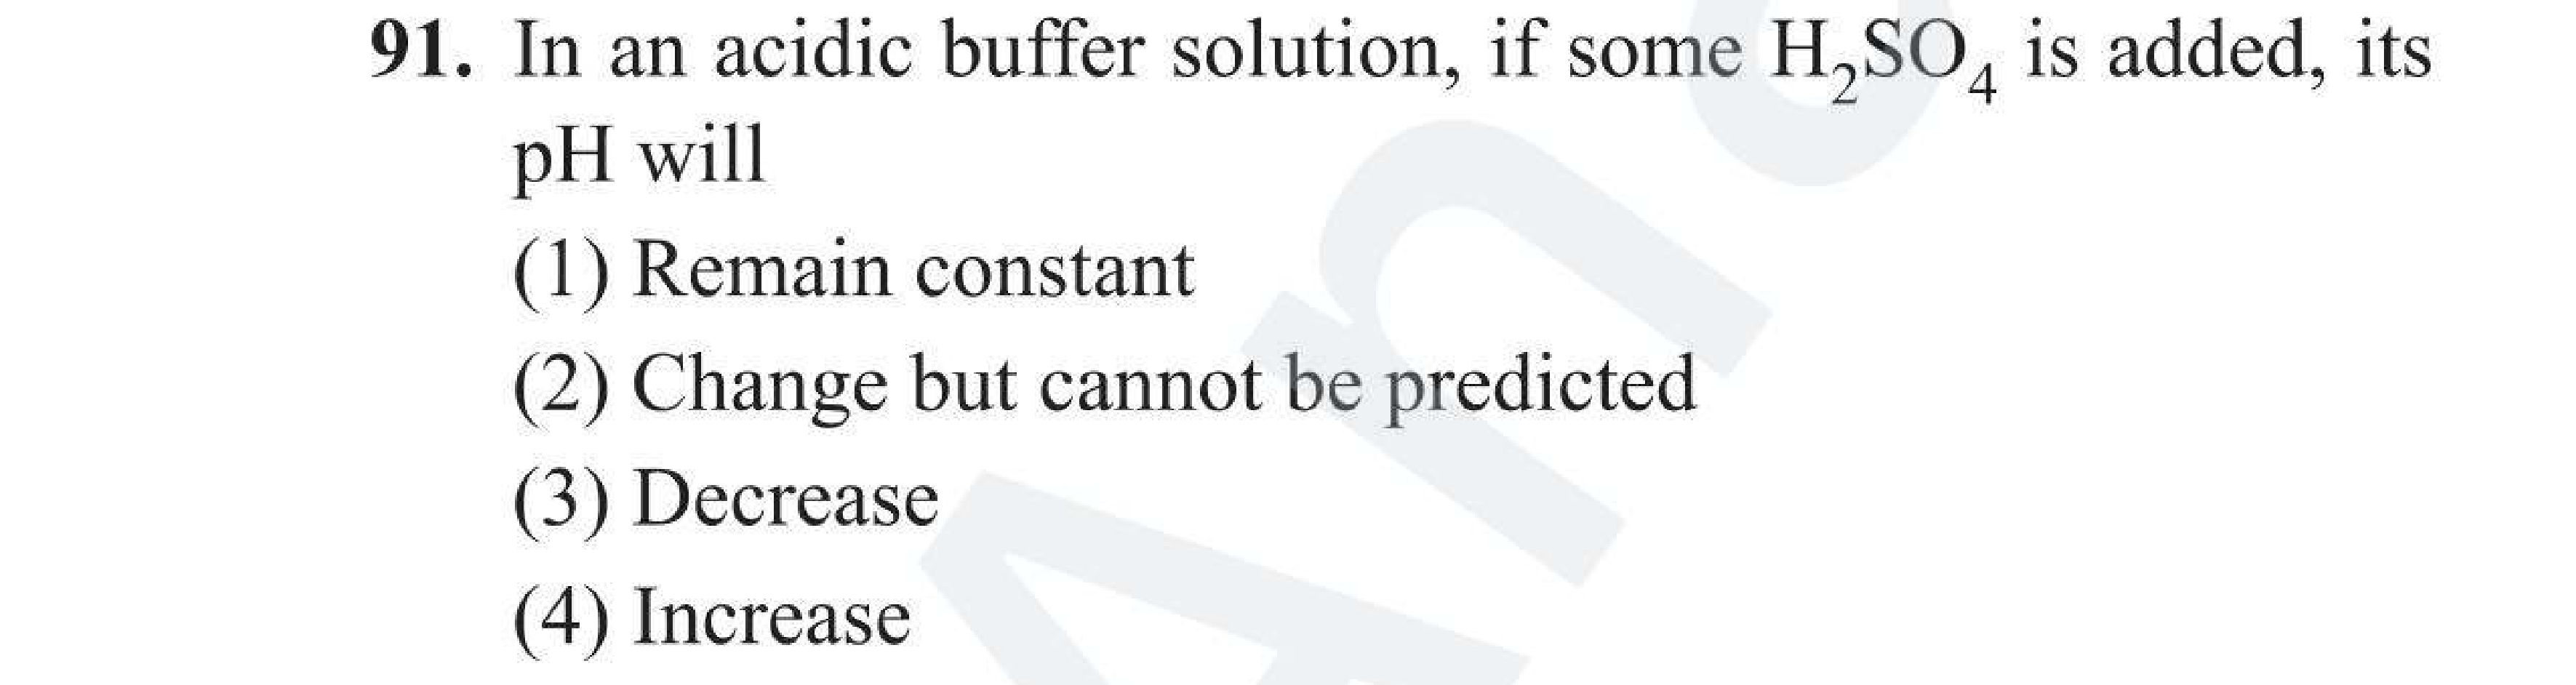 91. In an acidic buffer solution, if some H₂SO₄ is added, its
pH will
(1) Remain constant
(2) Change but cannot be predicted
(3) Decrease
(4) Increase